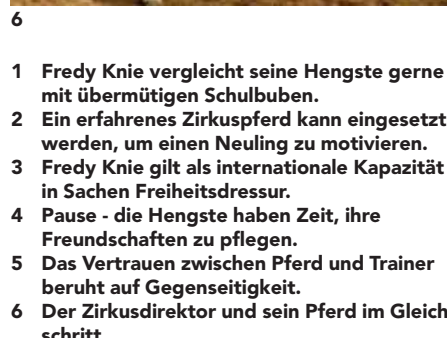 6
1 Fredy Knie vergleicht seine Hengste gerne
mit übermütigen Schulbuben.
2 Ein erfahrenes Zirkuspferd kann eingesetzt
werden, um einen Neuling zu motivieren.
3 Fredy Knie gilt als internationale Kapazität
in Sachen Freiheitsdressur.
4 Pause - die Hengste haben Zeit, ihre
Freundschaften zu pflegen.
5 Das Vertrauen zwischen Pferd und Trainer
beruht auf Gegenseitigkeit.
6 Der Zirkusdirektor und sein Pferd im Gleich
schritt